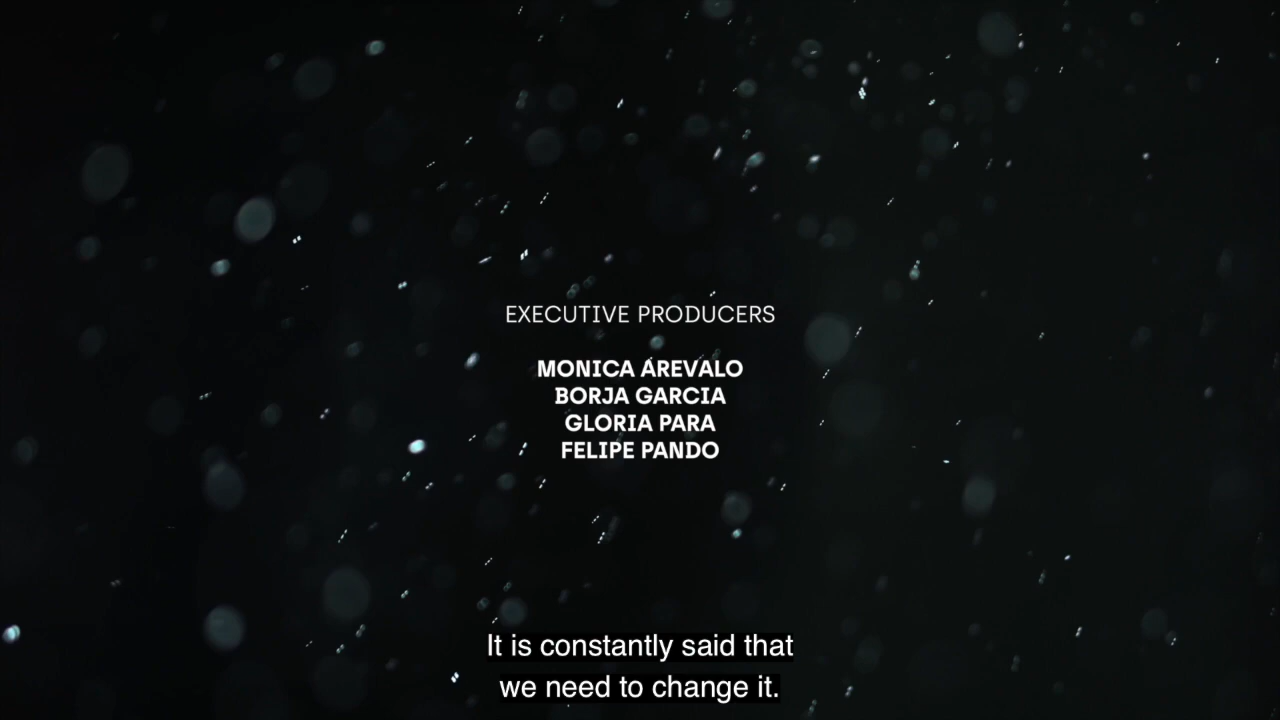 EXECUTIVE PRODUCERS
MONICA AREVALO
BORJA GARCIA
GLORIA PARA
FELIPE PANDO
It is constantly said that
we need to change it.